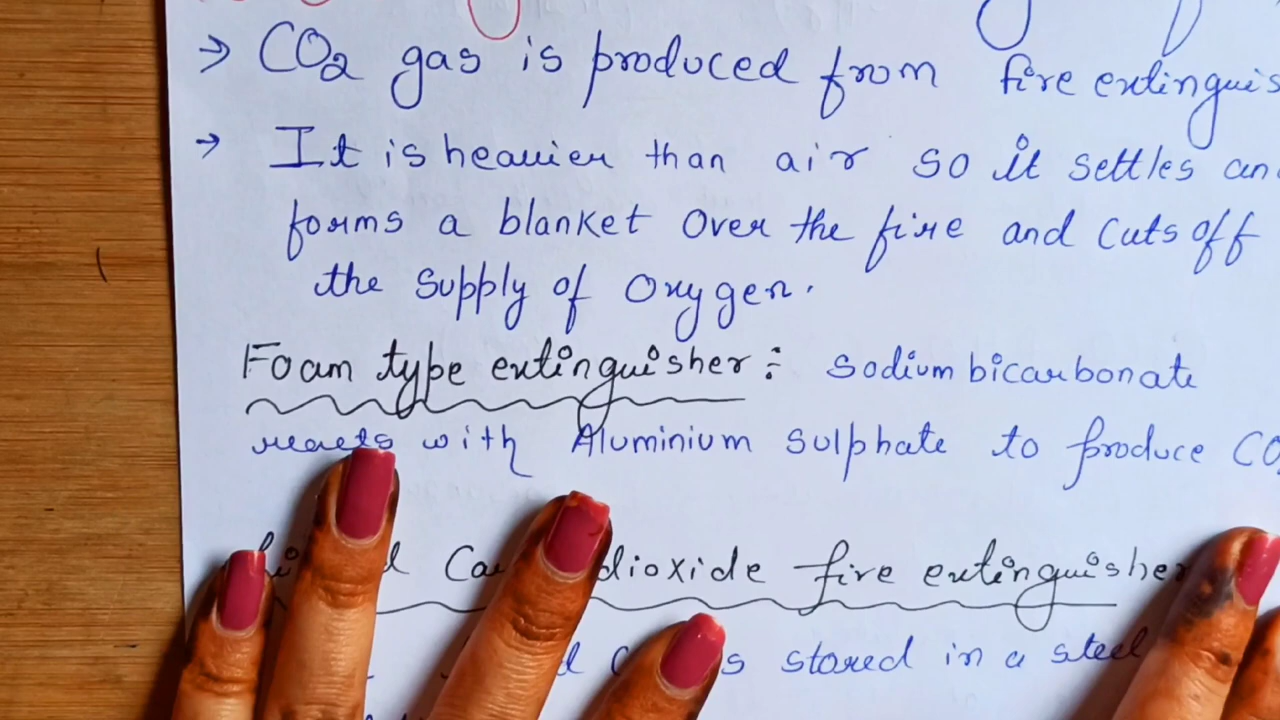 → CO2 gas is produced from fire extinguis
→ It is heavier than air so it settles an
forms a blanket over the fire and cuts off
the supply of Oxygen.
Foam type extinguisher: Sodium bicarbonate
reacts with Aluminium Sulphate to produce CO2
dioxide fire extinguisher
stored in a steel